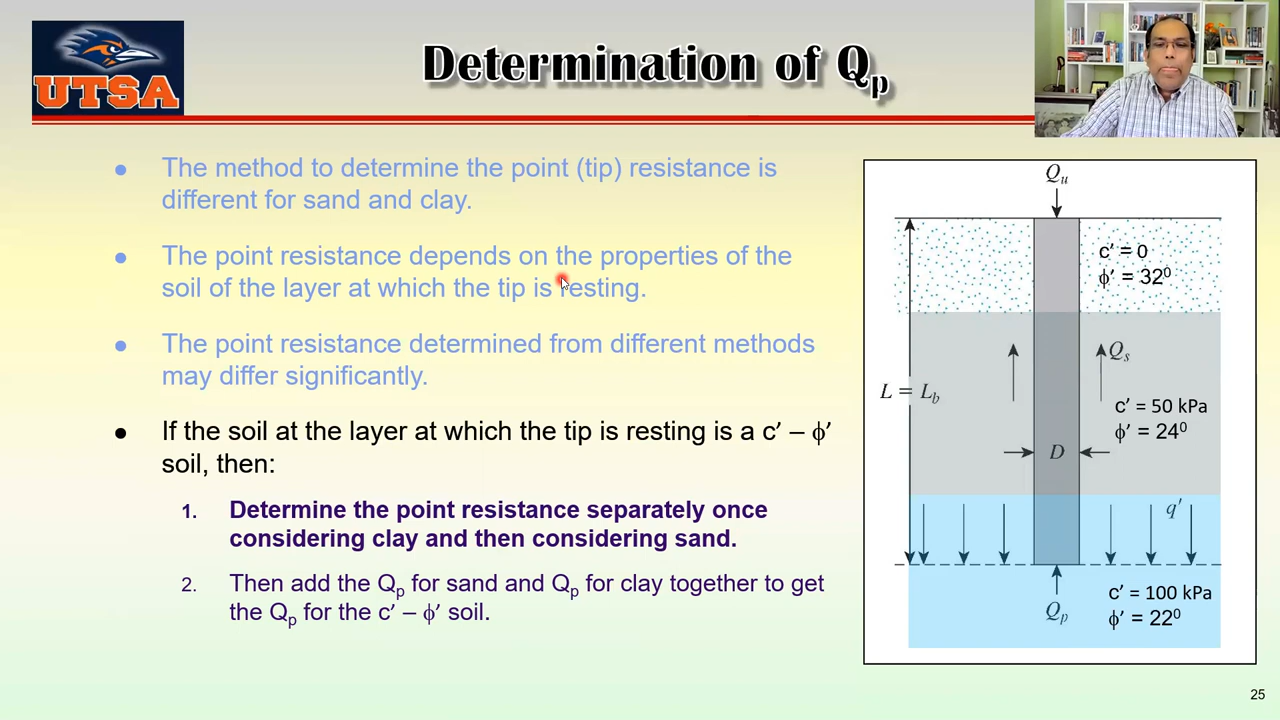 UTSA
Determination of Qp
● The method to determine the point (tip) resistance is
different for sand and clay.
● The point resistance depends on the properties of the
soil of the layer at which the tip is resting.
● The point resistance determined from different methods
may differ significantly.
● If the soil at the layer at which the tip is resting is a c′ – ϕ′
soil, then:
1. Determine the point resistance separately once
considering clay and then considering sand.
2. Then add the Qp for sand and Qp for clay together to get
the Qp for the c′ – ϕ′ soil.
Qu
c′ = 0
ϕ′ = 32⁰
Qs
L = Lb
c′ = 50 kPa
ϕ′ = 24⁰
D
q′
c′ = 100 kPa
ϕ′ = 22⁰
Qp
25